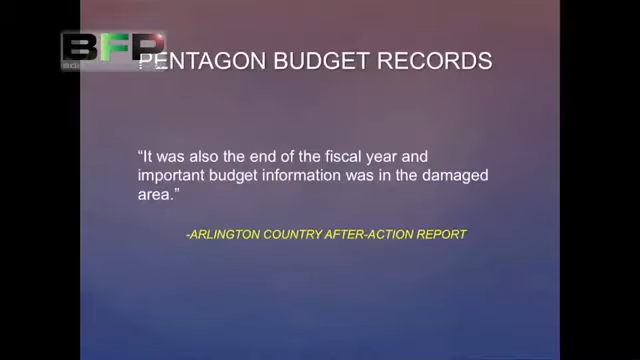 BFP
PENTAGON BUDGET RECORDS
“It was also the end of the fiscal year and
important budget information was in the damaged
area.”
-ARLINGTON COUNTRY AFTER-ACTION REPORT